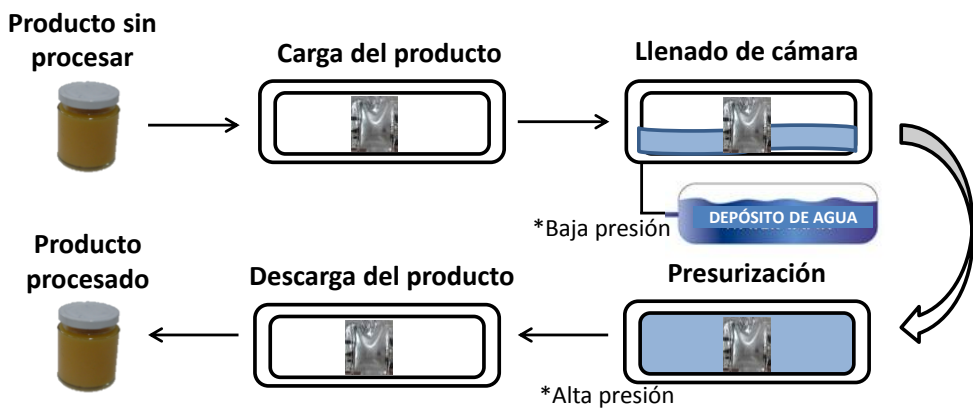 Producto sin
procesar
Carga del producto
Llenado de cámara
DEPÓSITO DE AGUA
*Baja presión
Producto
procesado
Descarga del producto
Presurización
*Alta presión